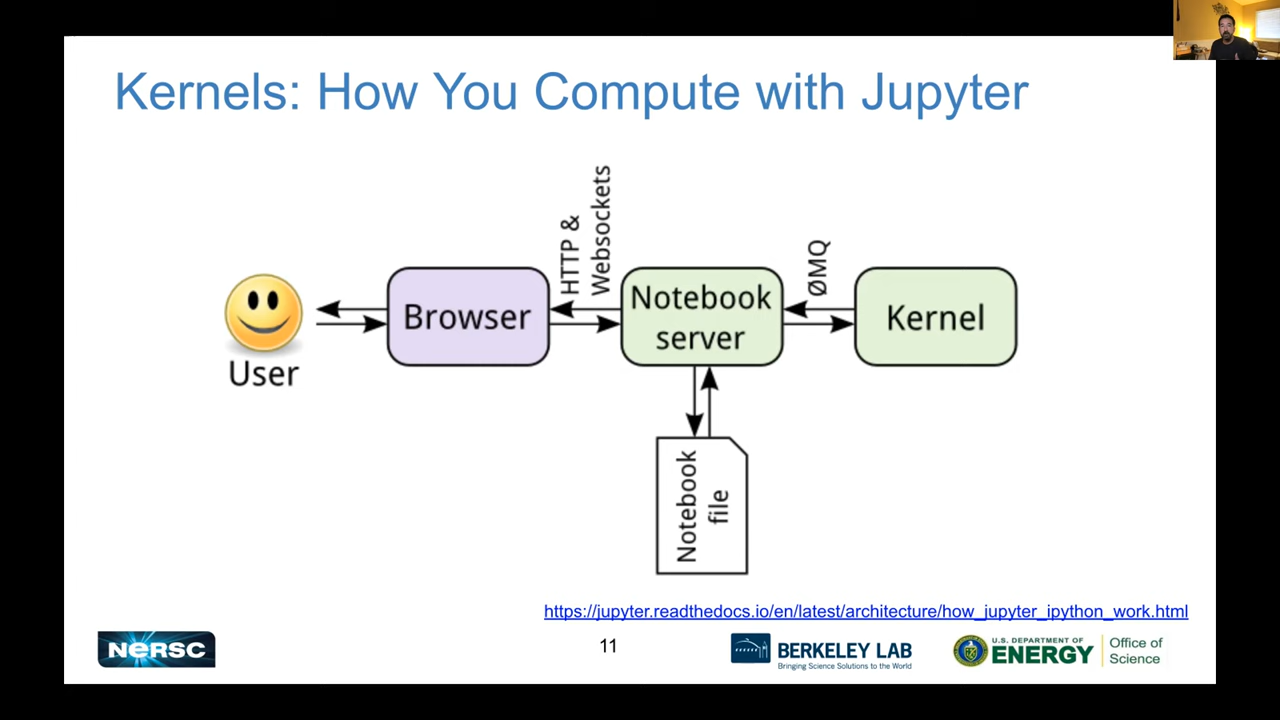 Kernels: How You Compute with Jupyter
HTTP &
Websockets
ØMQ
User
Browser
Notebook
server
Kernel
Notebook
file
https://jupyter.readthedocs.io/en/latest/architecture/how_jupyter_ipython_work.html
NERSC
11
BERKELEY LAB
Bringing Science Solutions to the World
U.S. DEPARTMENT OF
ENERGY
Office of
Science